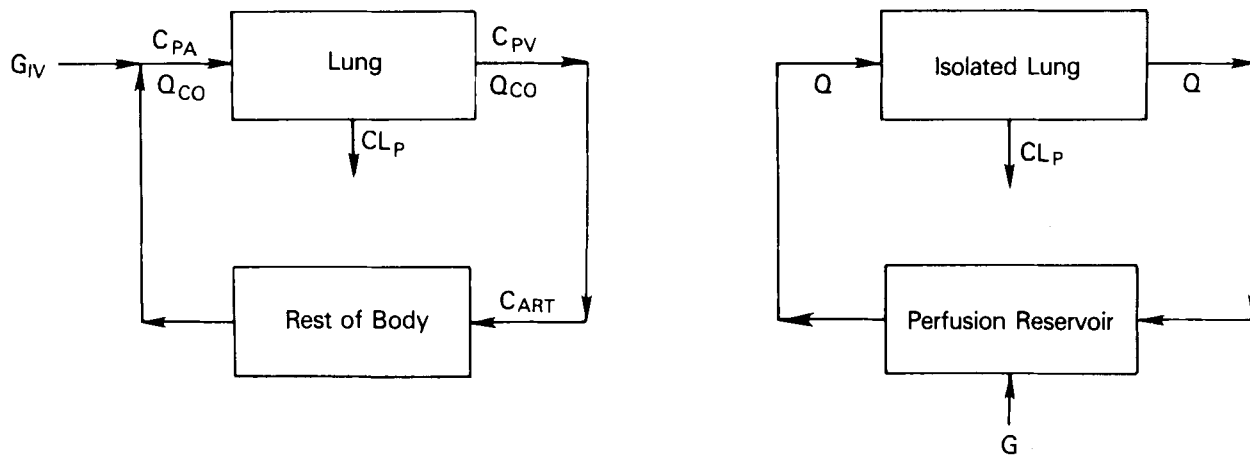 G_IV
C_PA
Q_CO
Lung
C_PV
Q_CO
CL_P
Rest of Body
C_ART
Q
Isolated Lung
Q
CL_P
Perfusion Reservoir
G